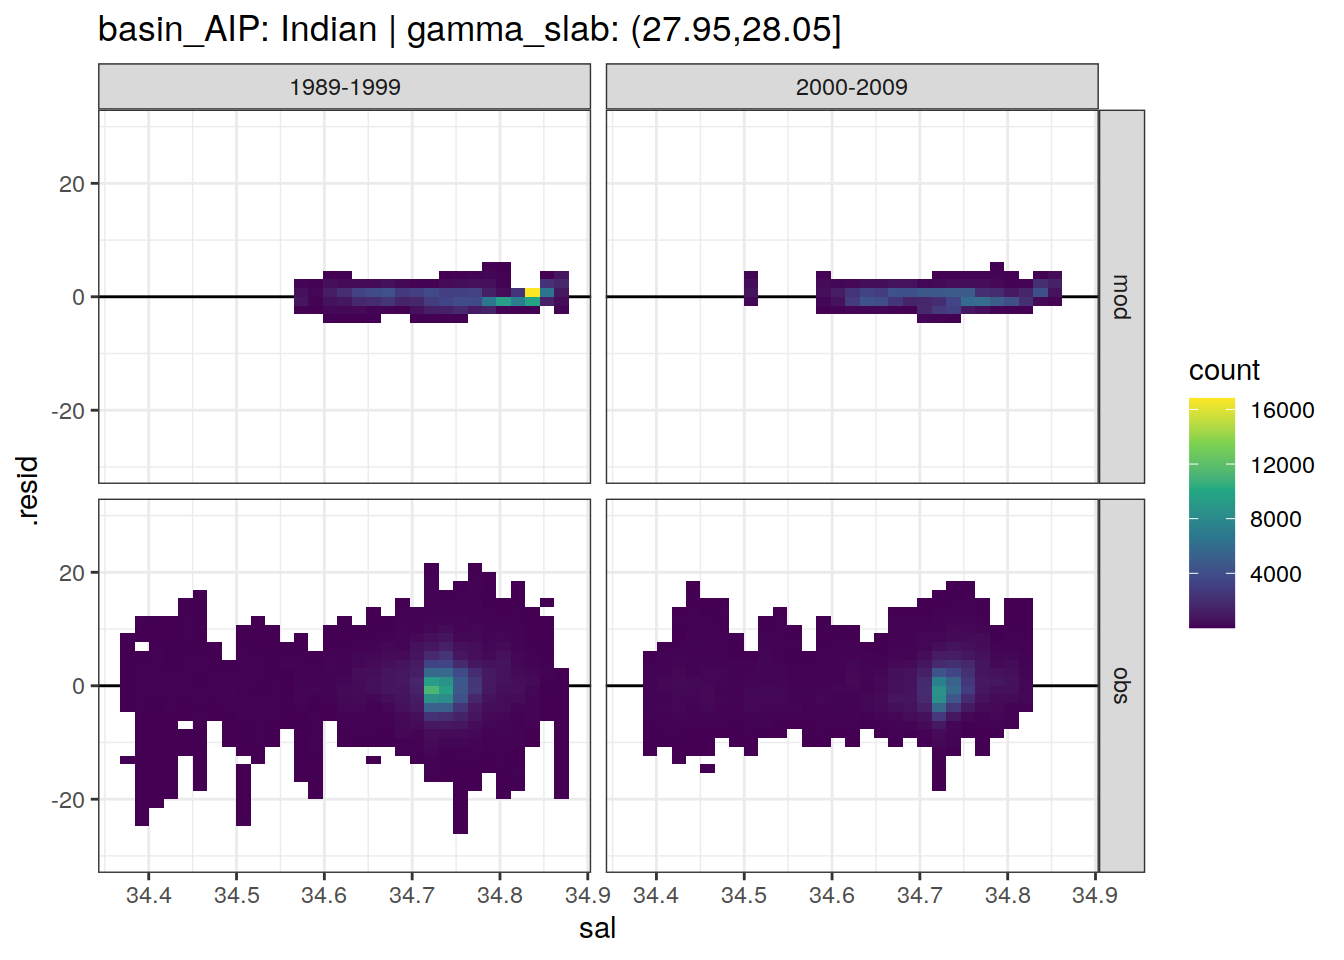 basin_AIP: Indian | gamma_slab: (27.95,28.05]
1989-1999
2000-2009
20
0
-20
mod
20
0
-20
obs
.resid
34.4 34.5 34.6 34.7 34.8 34.9
34.4 34.5 34.6 34.7 34.8 34.9
sal
count
16000
12000
8000
4000